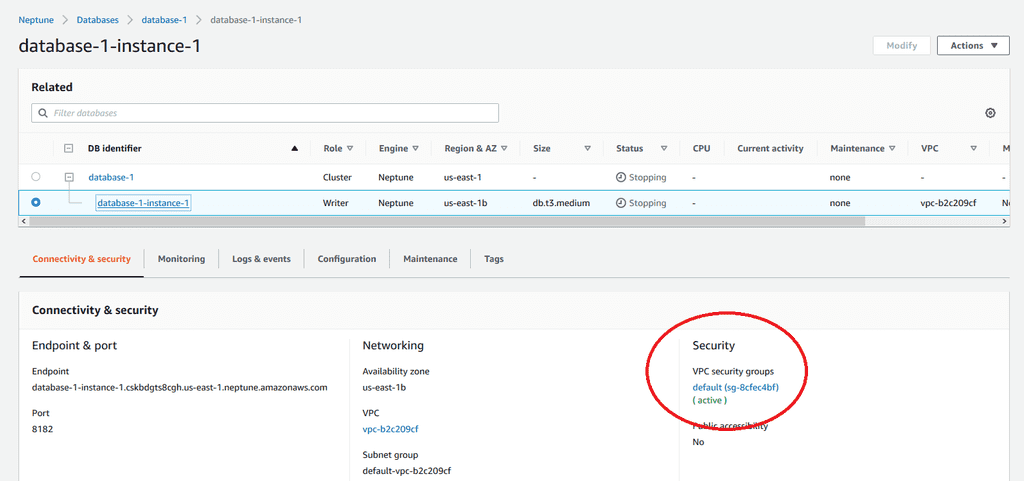 Neptune > Databases > database-1 > database-1-instance-1
database-1-instance-1
Modify
Actions
Related
Filter databases
DB identifier Role Engine Region & AZ Size Status CPU Current activity Maintenance VPC M
database-1 Cluster Neptune us-east-1 - Stopping - none - -
database-1-instance-1 Writer Neptune us-east-1b db.t3.medium Stopping - none vpc-b2c209cf N
Connectivity & security Monitoring Logs & events Configuration Maintenance Tags
Connectivity & security
Endpoint & port
Endpoint
database-1-instance-1.cskbdgts8cgh.us-east-1.neptune.amazonaws.com
Port
8182
Networking
Availability zone
us-east-1b
VPC
vpc-b2c209cf
Subnet group
default-vpc-b2c209cf
Security
VPC security groups
default (sg-8cfec4bf)
( active )
Public accessibility
No